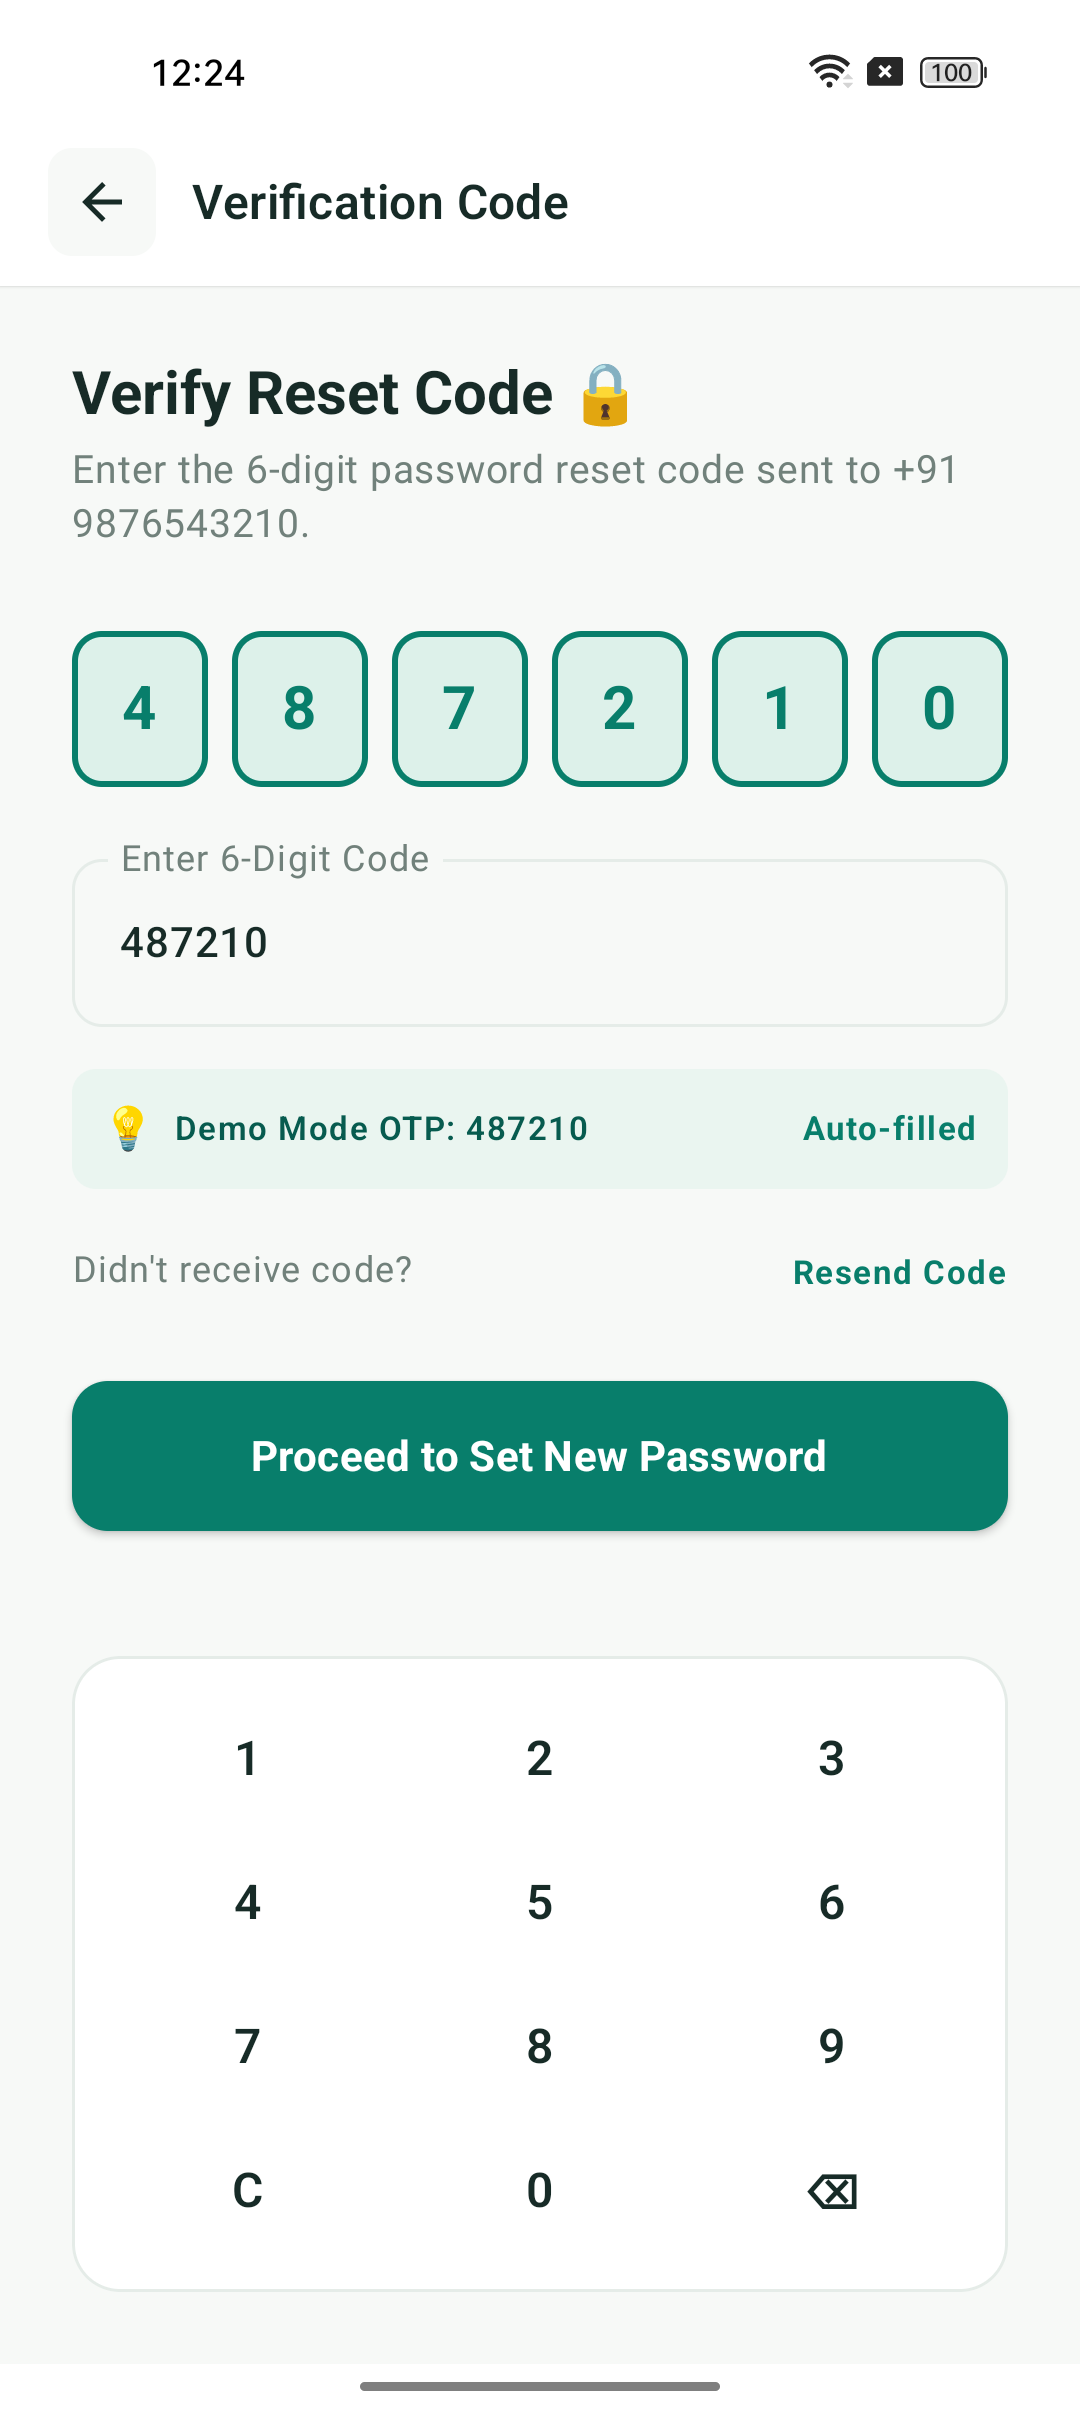 12:24
100
Verification Code
Verify Reset Code 🔒
Enter the 6-digit password reset code sent to +91
9876543210.
4 8 7 2 1 0
Enter 6-Digit Code
487210
💡 Demo Mode OTP: 487210 Auto-filled
Didn't receive code? Resend Code
Proceed to Set New Password
1 2 3
4 5 6
7 8 9
C 0